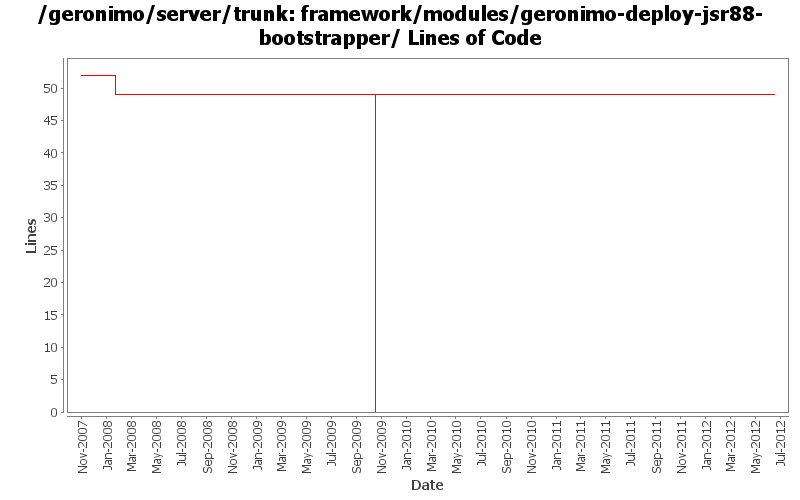 /geronimo/server/trunk: framework/modules/geronimo-deploy-jsr88-
bootstrapper/ Lines of Code
Lines
50
45
40
35
30
25
20
15
10
5
0
Nov-2007
Jan-2008
Mar-2008
May-2008
Jul-2008
Sep-2008
Nov-2008
Jan-2009
Mar-2009
May-2009
Jul-2009
Sep-2009
Nov-2009
Jan-2010
Mar-2010
May-2010
Jul-2010
Sep-2010
Nov-2010
Jan-2011
Mar-2011
May-2011
Jul-2011
Sep-2011
Nov-2011
Jan-2012
Mar-2012
May-2012
Jul-2012
Date